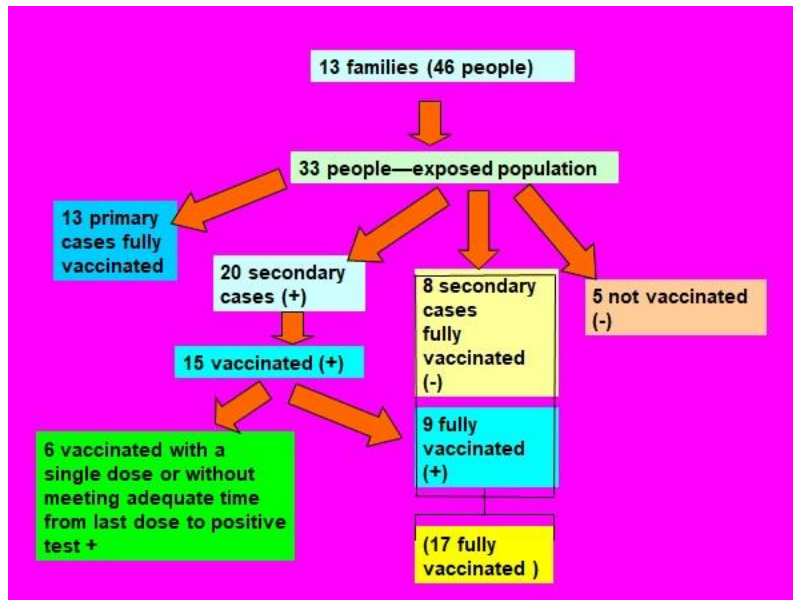 13 families (46 people)
33 people—exposed population
13 primary
cases fully
vaccinated
20 secondary
cases (+)
8 secondary
cases
fully
vaccinated
(-)
5 not vaccinated
(-)
15 vaccinated (+)
9 fully
vaccinated
(+)
6 vaccinated with a
single dose or without
meeting adequate time
from last dose to positive
test +
(17 fully
vaccinated )